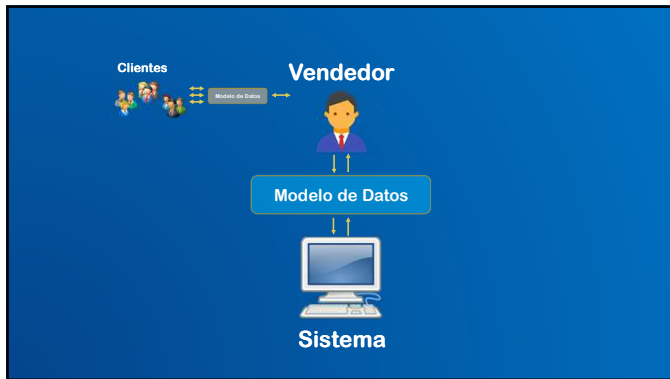 Clientes
Vendedor
Modelo de Datos
Modelo de Datos
Sistema